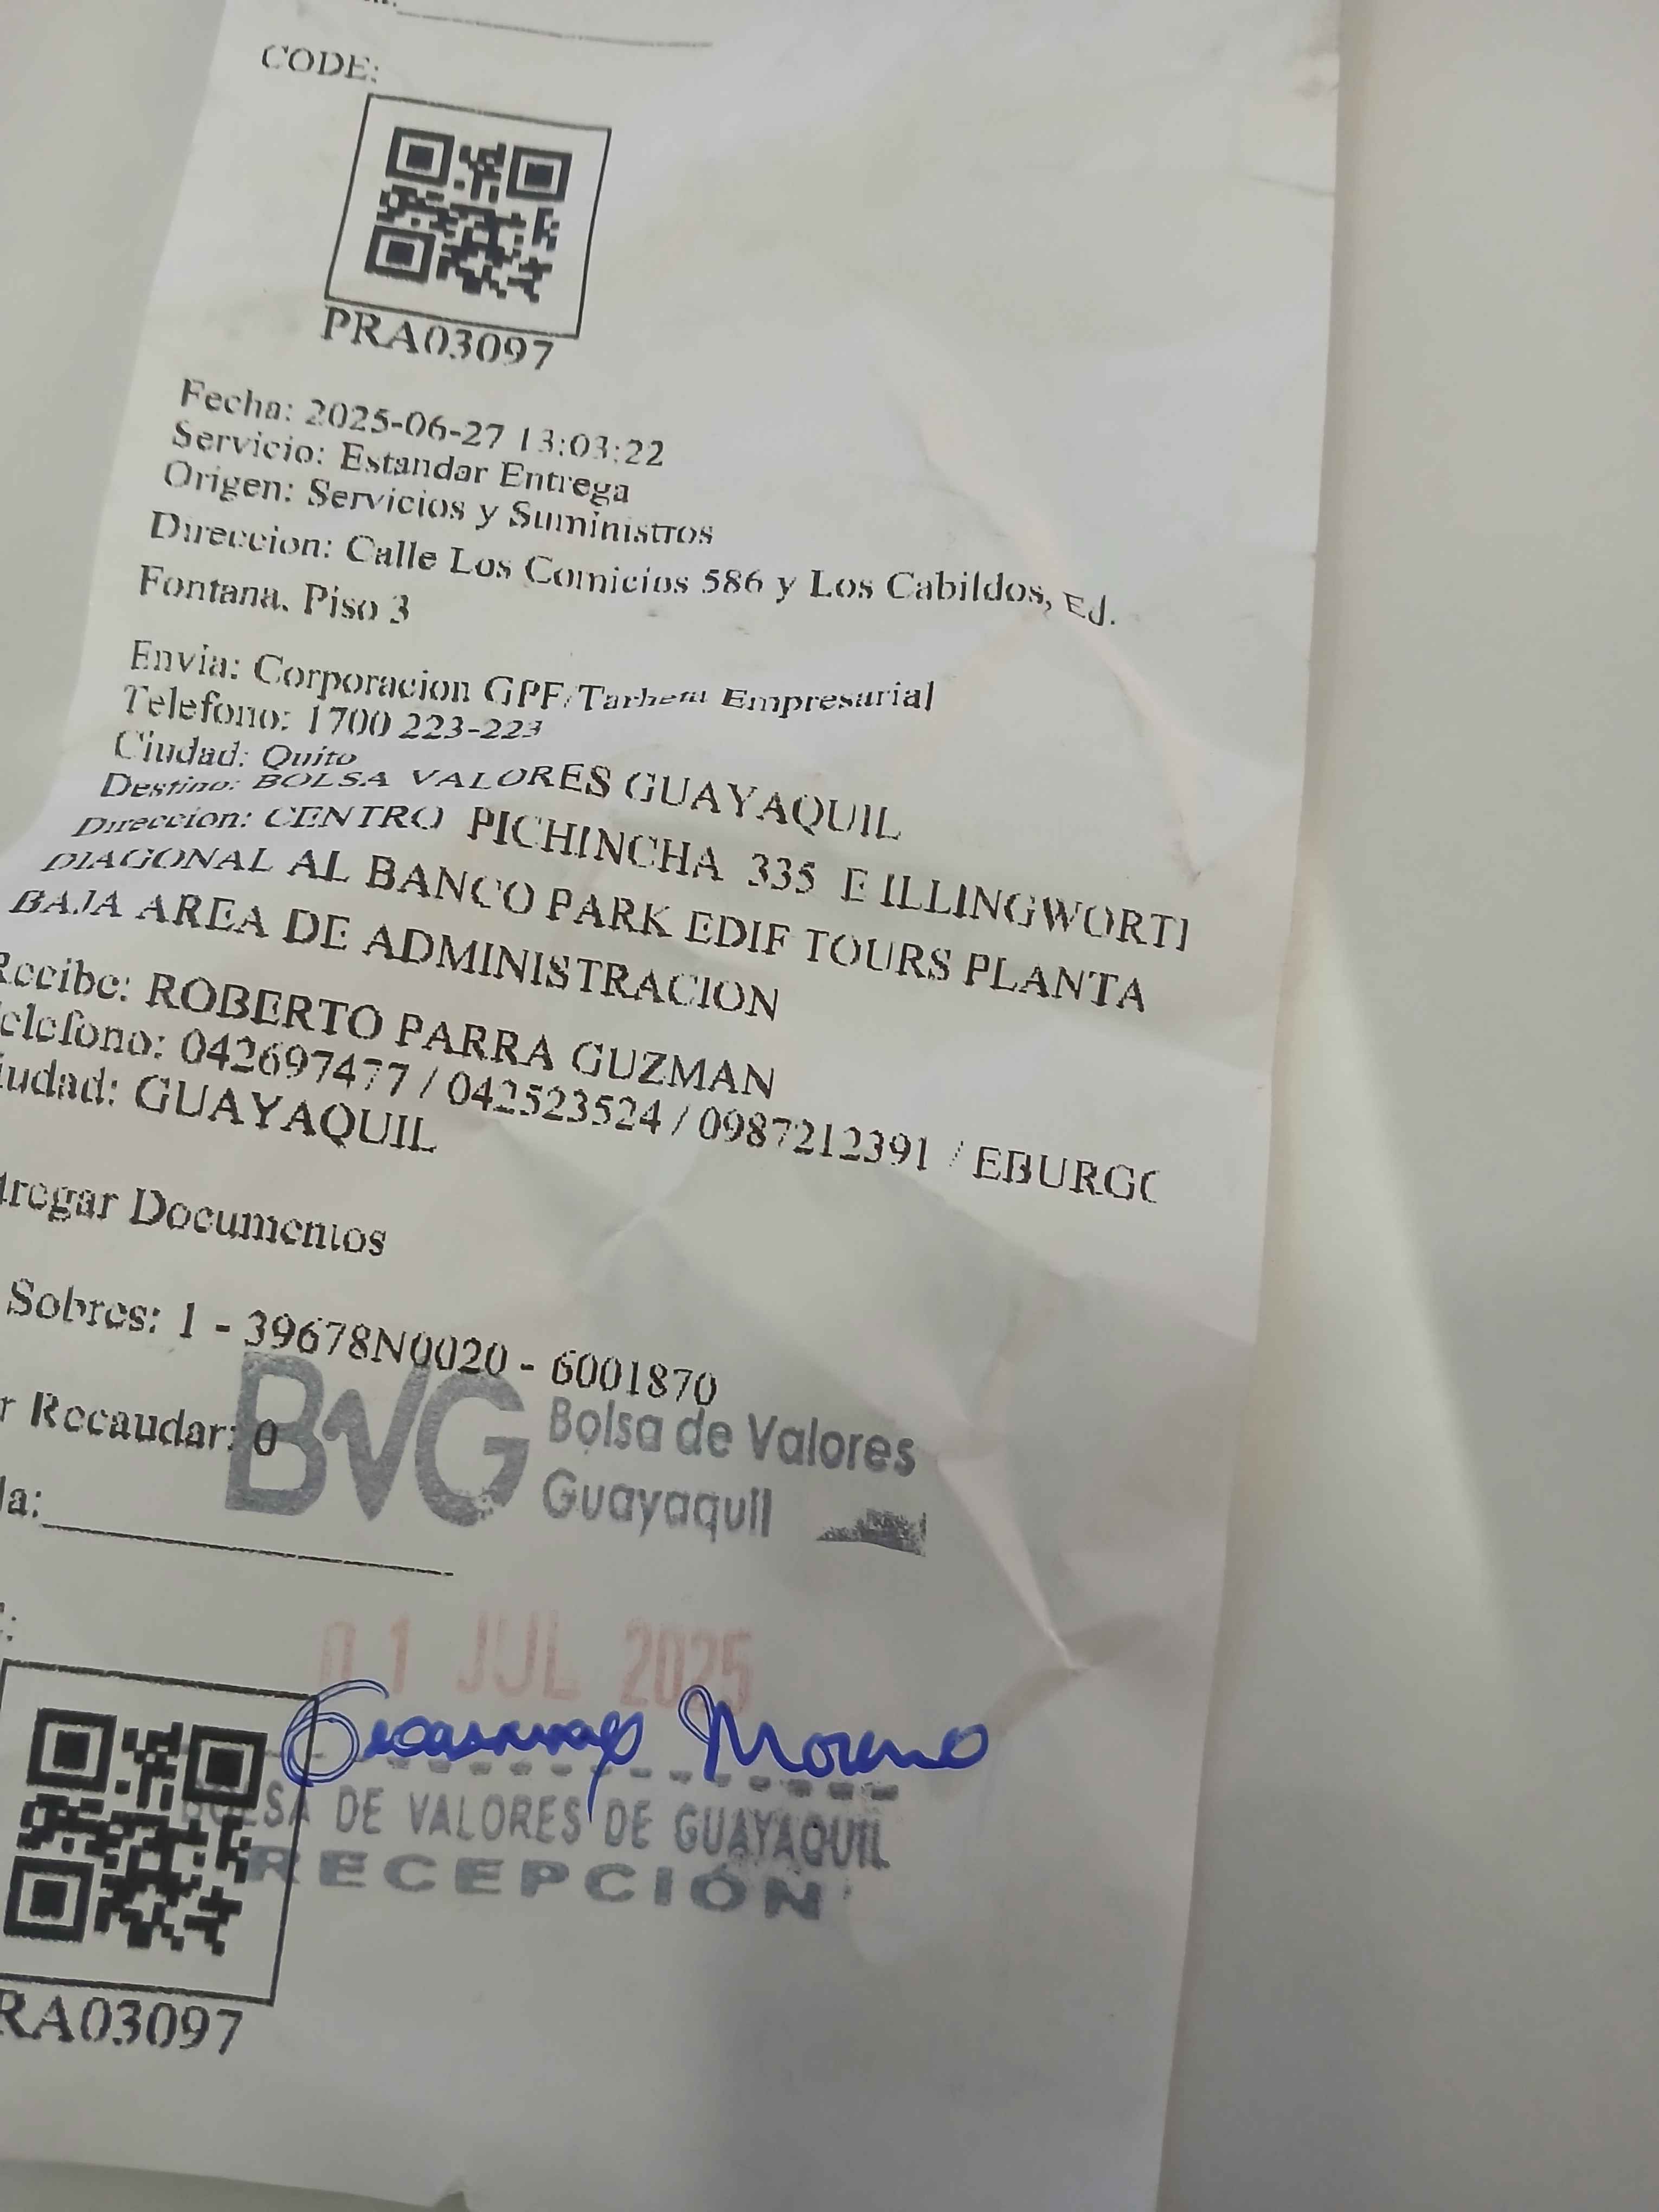 CODE:
PRA03097
Fecha: 2025-06-27 13:03:22
Servicio: Estandar Entrega
Origen: Servicios y Suministros
Direccion: Calle Los Comicios 586 y Los Cabildos, Ed.
Fontana. Piso 3
Envia: Corporacion GPF/Tarheta Empresarial
Telefono: 1700 223-223
Ciudad: Quito
Destino: BOLSA VALORES GUAYAQUIL
Direccion: CENTRO PICHINCHA 335 E ILLINGWORTI
DIAGONAL AL BANCO PARK EDIF TOURS PLANTA
BAJA AREA DE ADMINISTRACION
Recibe: ROBERTO PARRA GUZMAN
elefono: 042697477 / 042523524 / 0987212391 / EBURGO
iudad: GUAYAQUIL
tregar Documentos
Sobres: 1 - 39678N0020 - 6001870
r Recaudar: 0
BVG Bolsa de Valores
Guayaquil
da:
01 JUL 2025
Moreno
BOLSA DE VALORES DE GUAYAQUIL
RECEPCIÓN
RA03097